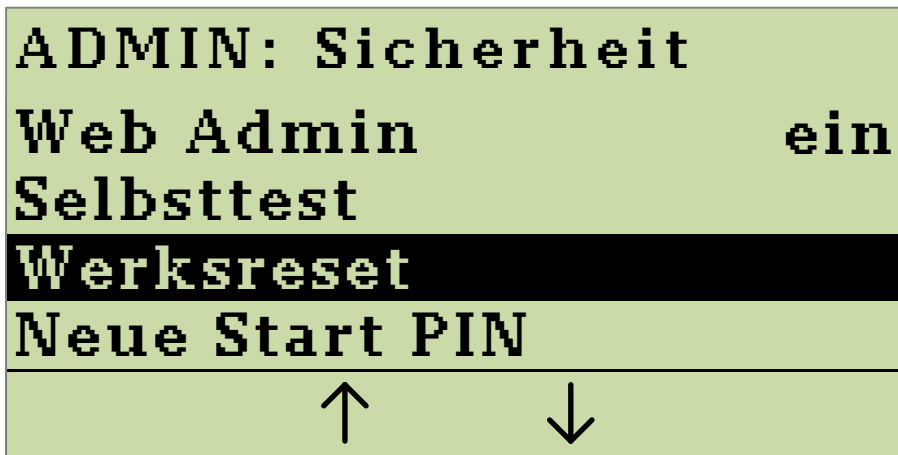 ADMIN: Sicherheit
Web Admin ein
Selbsttest
Werksreset
Neue Start PIN